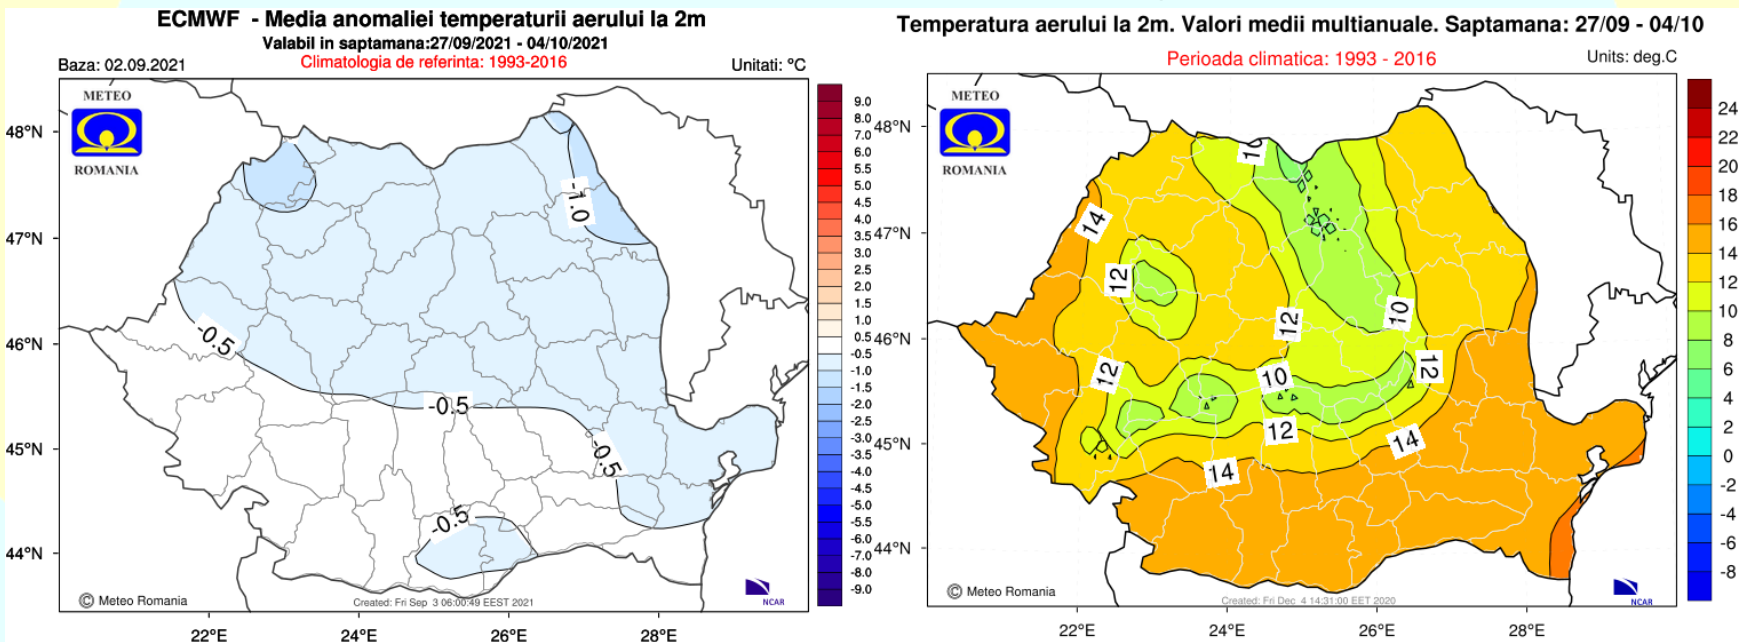 ECMWF - Media anomaliei temperaturii aerului la 2m
Valabil in saptamana:27/09/2021 - 04/10/2021
Baza: 02.09.2021
Climatologia de referinta: 1993-2016
Unitati: °C
METEO
ROMANIA
48°N
47°N
46°N
45°N
44°N
-1.0
-0.5
-0.5
-0.5
-0.5
9.0
8.0
7.0
6.0
5.5
5.0
4.5
4.0
3.5
3.0
2.5
2.0
1.5
1.0
0.5
-0.5
-1.0
-1.5
-2.0
-2.5
-3.0
-3.5
-4.0
-4.5
-5.0
-5.5
-6.0
-7.0
-8.0
-9.0
© Meteo Romania
Created: Fri Sep 3 06:00:49 EEST 2021
NCAR
22°E
24°E
26°E
28°E
Temperatura aerului la 2m. Valori medii multianuale. Saptamana: 27/09 - 04/10
Perioada climatica: 1993 - 2016
Units: deg.C
METEO
ROMANIA
48°N
47°N
46°N
45°N
44°N
14
12
12
10
12
12
10
12
12
14
14
24
22
20
18
16
14
12
10
8
6
4
2
0
-2
-4
-6
-8
© Meteo Romania
Created: Fri Dec 4 14:31:00 EET 2020
NCAR
22°E
24°E
26°E
28°E